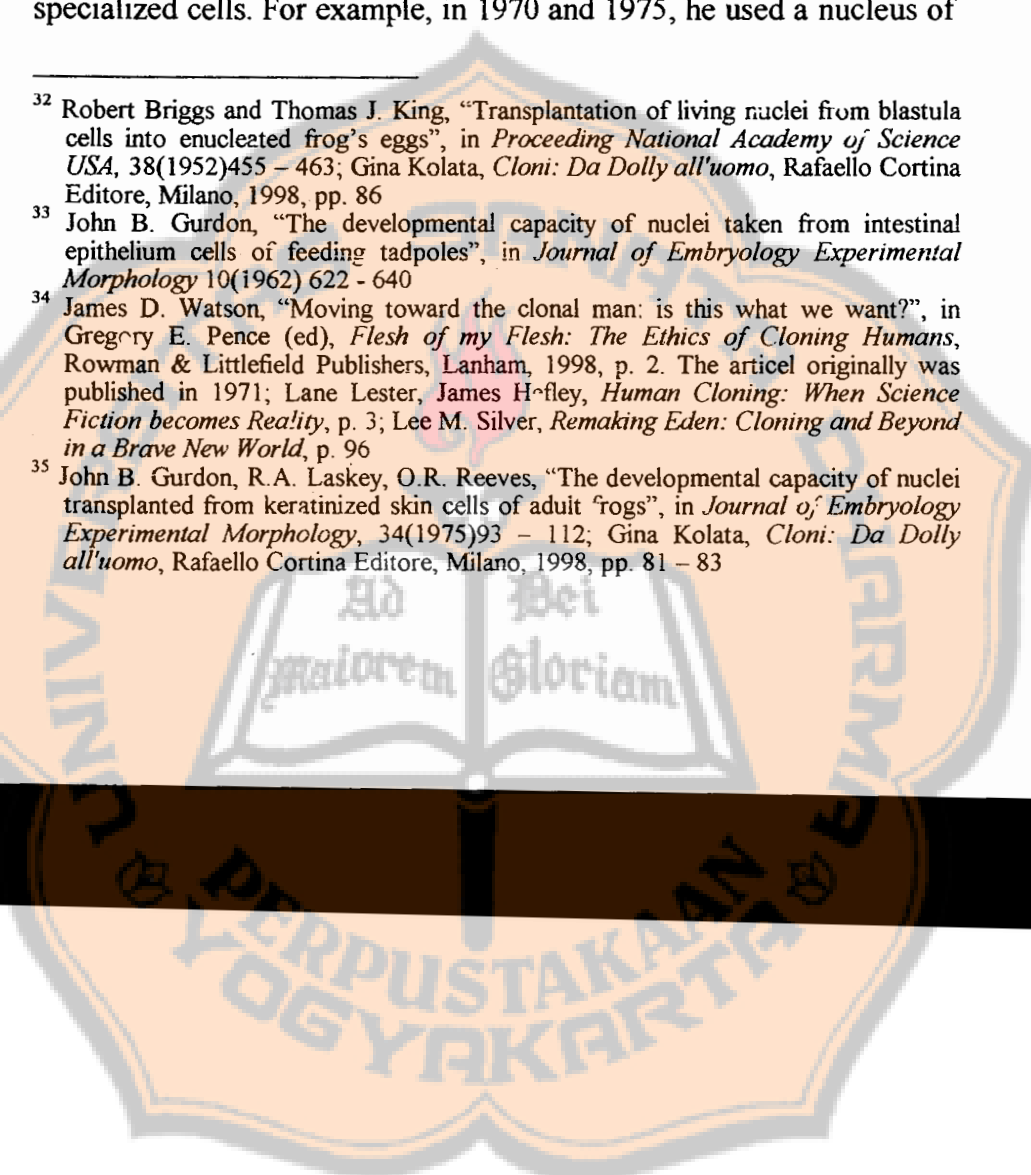 specialized cells. For example, in 1970 and 1975, he used a nucleus of
32 Robert Briggs and Thomas J. King, “Transplantation of living nuclei from blastula
cells into enucleated frog's eggs”, in Proceeding National Academy of Science
USA, 38(1952)455 – 463; Gina Kolata, Cloni: Da Dolly all'uomo, Rafaello Cortina
Editore, Milano, 1998, pp. 86
33 John B. Gurdon, “The developmental capacity of nuclei taken from intestinal
epithelium cells of feeding tadpoles”, in Journal of Embryology Experimental
Morphology 10(1962) 622 - 640
34 James D. Watson, “Moving toward the clonal man: is this what we want?”, in
Gregory E. Pence (ed), Flesh of my Flesh: The Ethics of Cloning Humans,
Rowman & Littlefield Publishers, Lanham, 1998, p. 2. The articel originally was
published in 1971; Lane Lester, James Hefley, Human Cloning: When Science
Fiction becomes Reality, p. 3; Lee M. Silver, Remaking Eden: Cloning and Beyond
in a Brave New World, p. 96
35 John B. Gurdon, R.A. Laskey, O.R. Reeves, “The developmental capacity of nuclei
transplanted from keratinized skin cells of adult frogs”, in Journal of Embryology
Experimental Morphology, 34(1975)93 – 112; Gina Kolata, Cloni: Da Dolly
all'uomo, Rafaello Cortina Editore, Milano, 1998, pp. 81 – 83
Ad Dei
maiorem Gloriam
UNIVERSITAS SANATA DHARMA
PERPUSTAKAAN
YOGYAKARTA